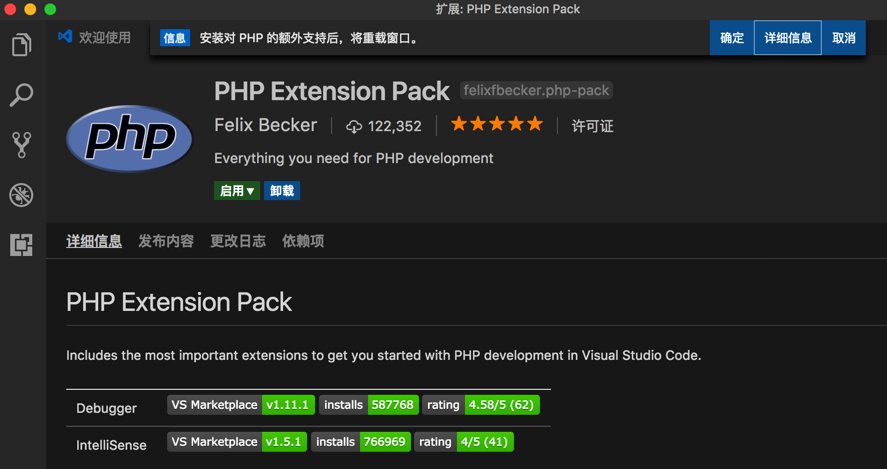 扩展: PHP Extension Pack
欢迎使用
信息 安装对 PHP 的额外支持后，将重载窗口。 确定 详细信息 取消
php
PHP Extension Pack felixfbecker.php-pack
Felix Becker 122,352 许可证
Everything you need for PHP development
启用▼ 卸载
详细信息 发布内容 更改日志 依赖项
PHP Extension Pack
Includes the most important extensions to get you started with PHP development in Visual Studio Code.
Debugger VS Marketplace v1.11.1 installs 587768 rating 4.58/5 (62)
IntelliSense VS Marketplace v1.5.1 installs 766969 rating 4/5 (41)